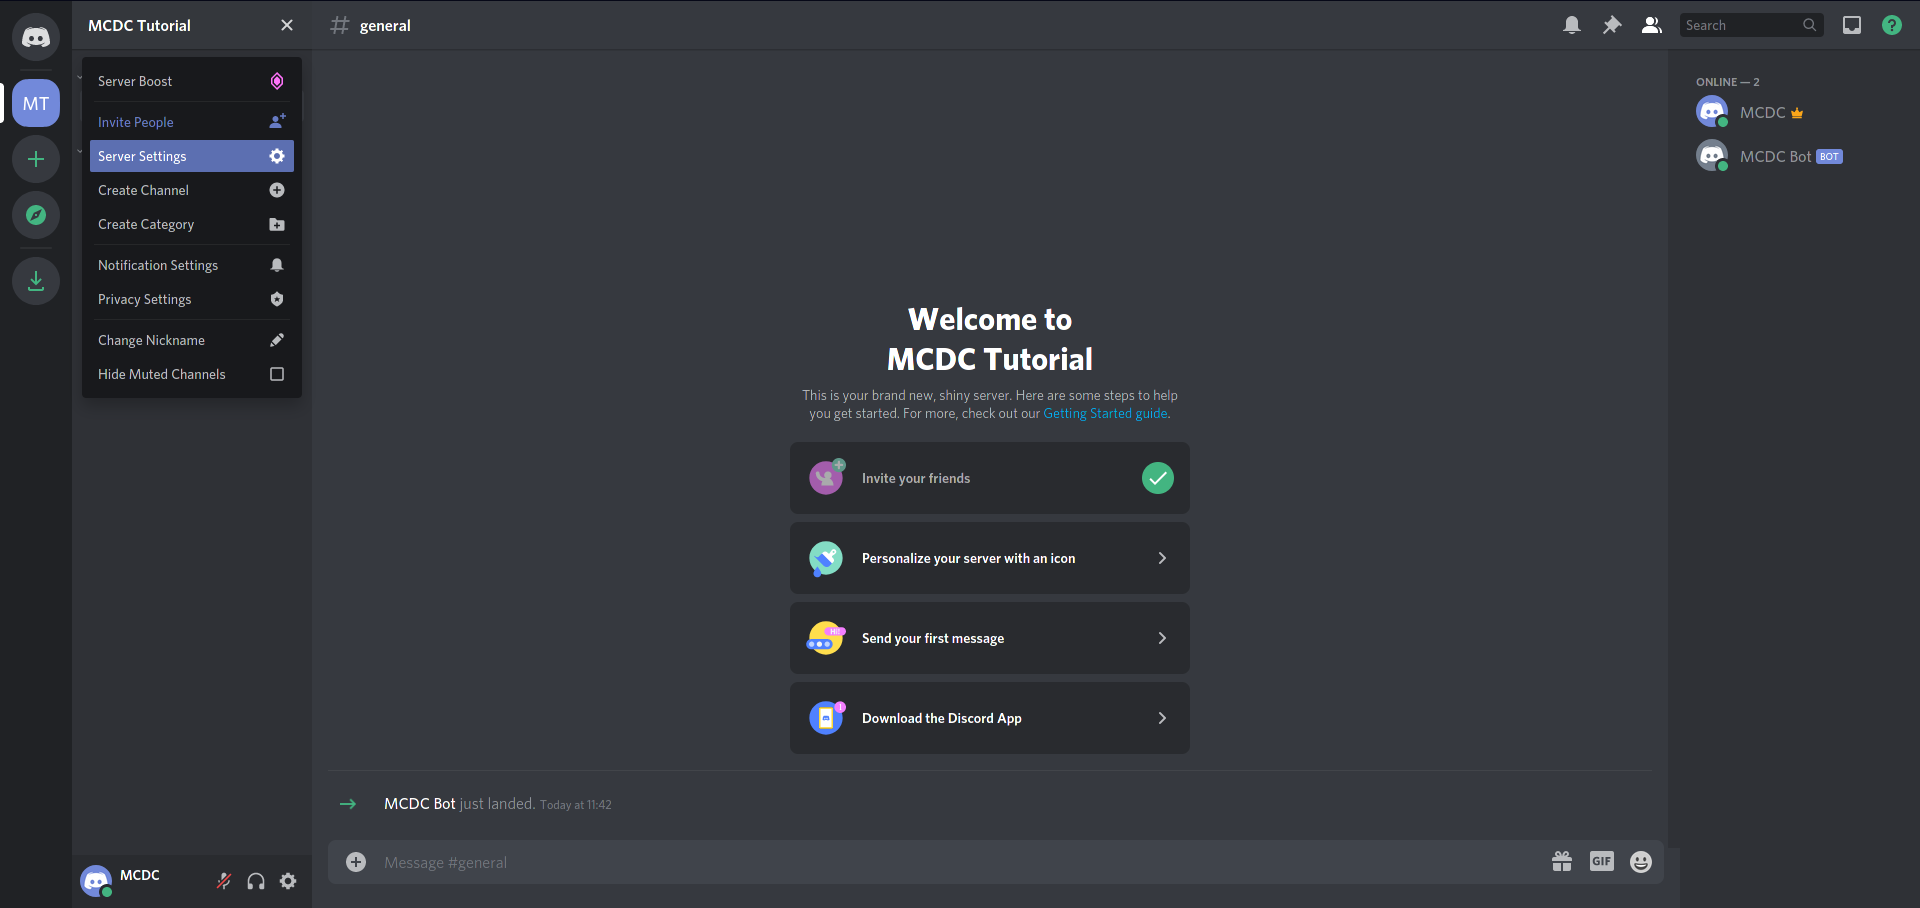 MCDC Tutorial
general
Search
MT
Server Boost
Invite People
Server Settings
Create Channel
Create Category
Notification Settings
Privacy Settings
Change Nickname
Hide Muted Channels
Welcome to
MCDC Tutorial
This is your brand new, shiny server. Here are some steps to help
you get started. For more, check out our Getting Started guide.
Invite your friends
Personalize your server with an icon
Hi!
Send your first message
1
Download the Discord App
MCDC Bot just landed. Today at 11:42
Message #general
GIF
MCDC
ONLINE — 2
MCDC
MCDC Bot BOT